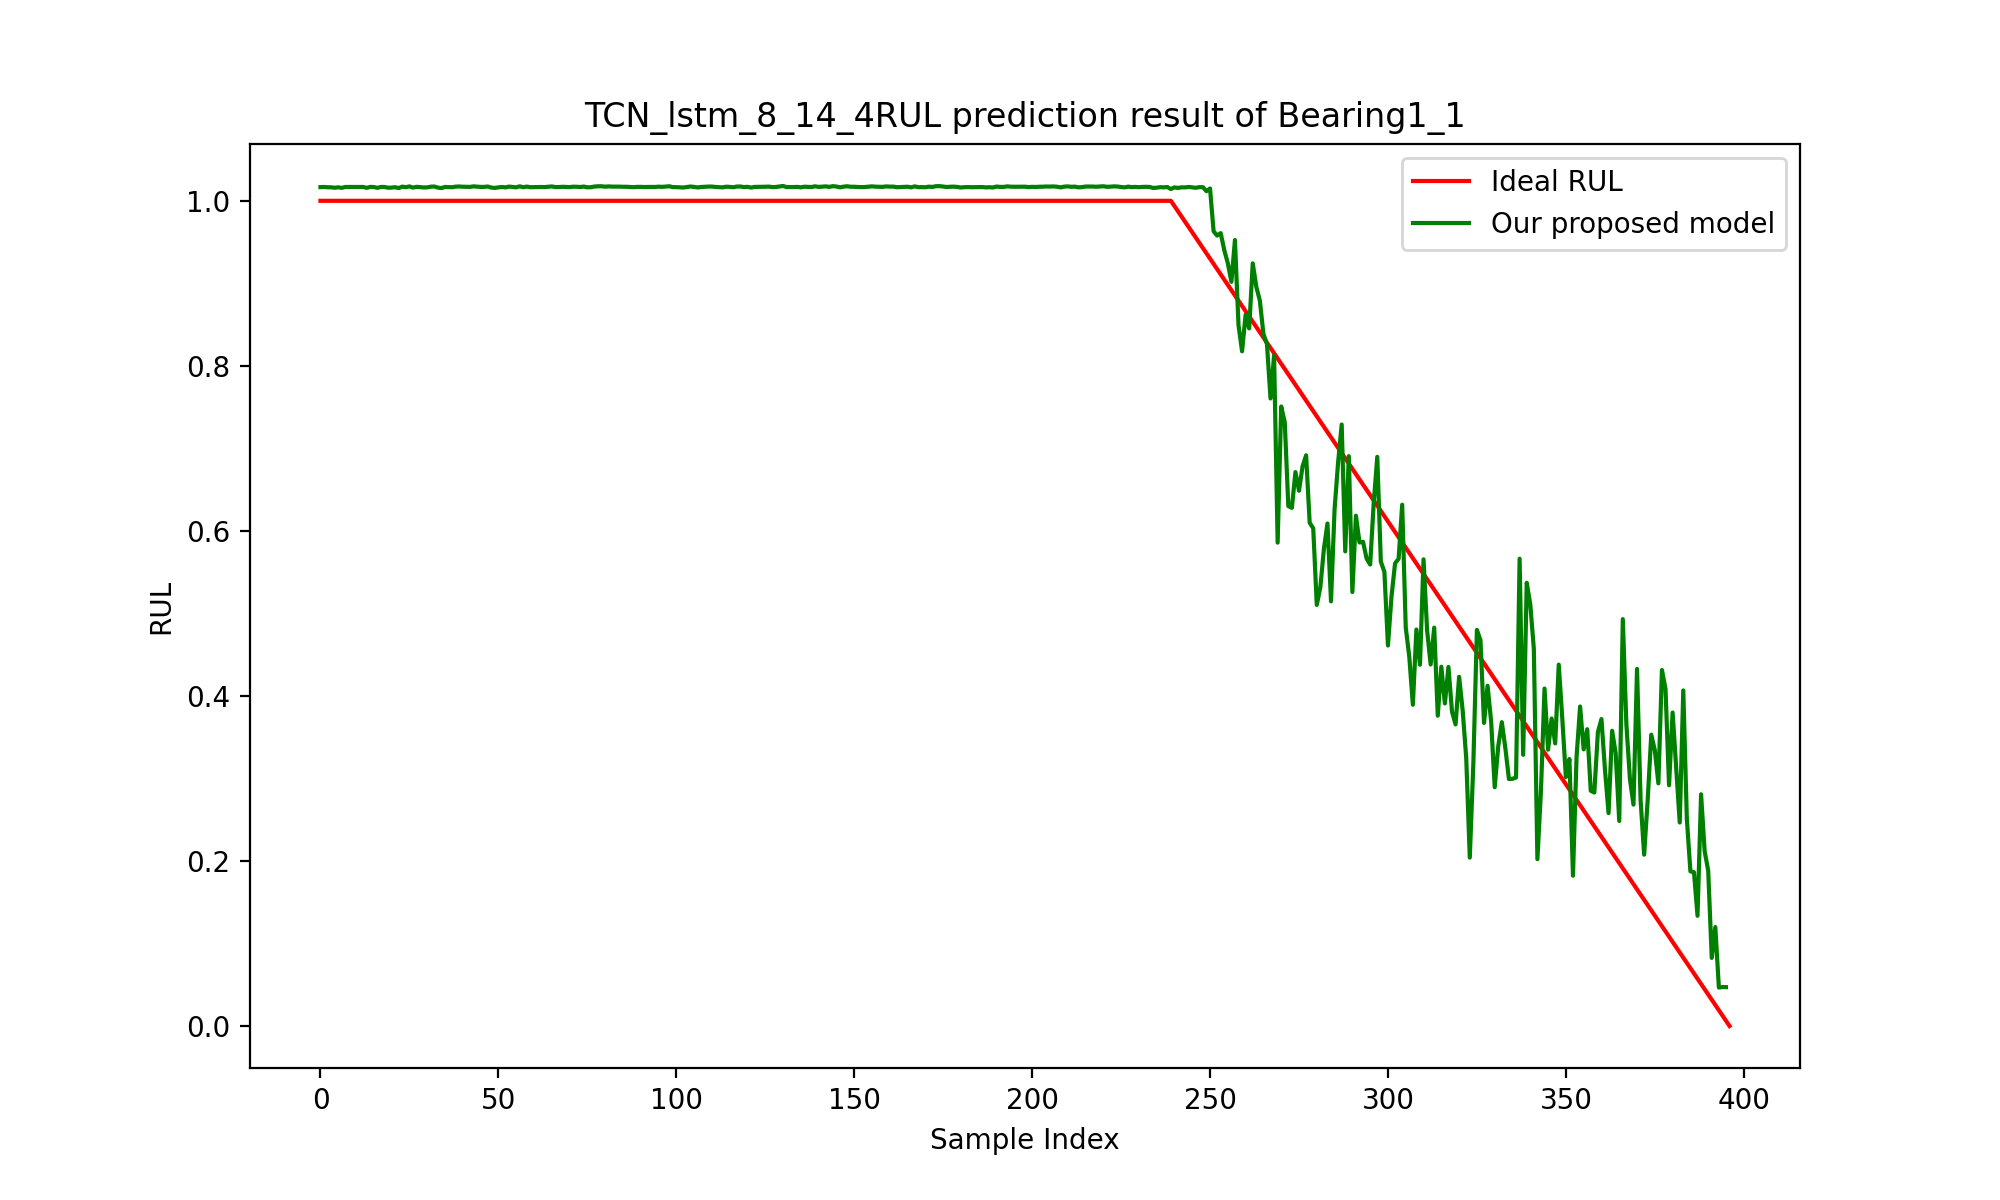 TCN_lstm_8_14_4RUL prediction result of Bearing1_1
Ideal RUL
Our proposed model
1.0
0.8
0.6
0.4
0.2
0.0
RUL
0 50 100 150 200 250 300 350 400
Sample Index